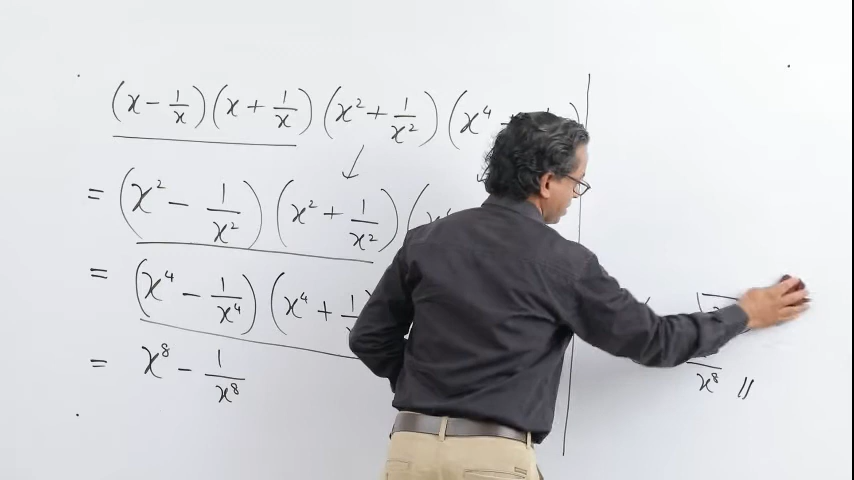 (x - 1/x)(x + 1/x)(x² + 1/x²)(x⁴
= (x² - 1/x²)(x² + 1/x²)(
= (x⁴ - 1/x⁴)(x⁴ + 1
= x⁸ - 1/x⁸
x⁸ //